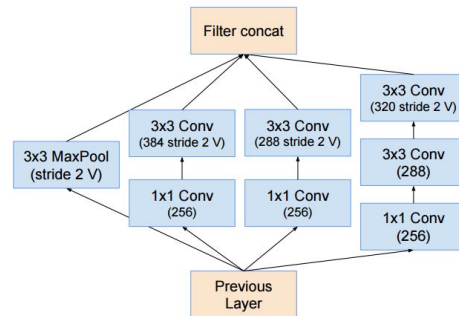 Filter concat
3x3 Conv
(320 stride 2 V)
3x3 Conv
(384 stride 2 V)
3x3 Conv
(288 stride 2 V)
3x3 MaxPool
(stride 2 V)
3x3 Conv
(288)
1x1 Conv
(256)
1x1 Conv
(256)
1x1 Conv
(256)
Previous
Layer